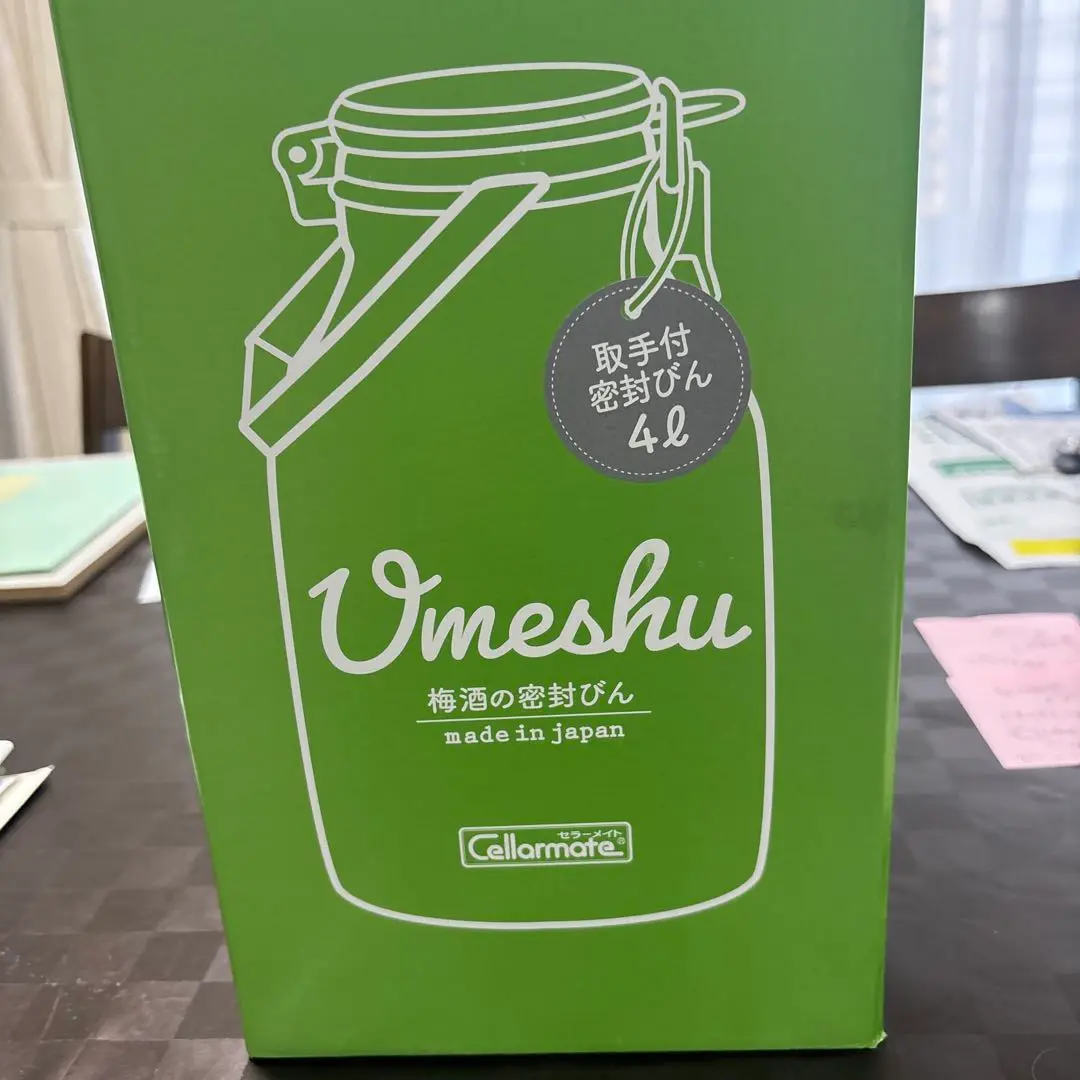 取手付
密封びん
4ℓ
Umeshu
梅酒の密封びん
made in japan
セラーメイト
Cellarmate®